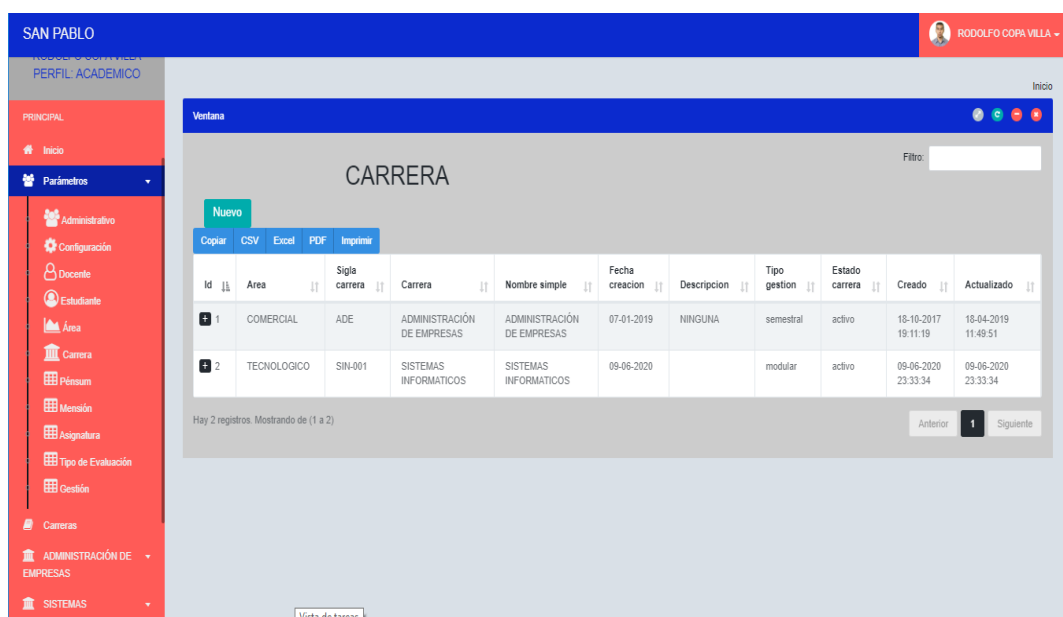 SAN PABLO
RODOLFO COPA VILLA
RODOLFO COPA VILLA
PERFIL: ACADEMICO
PRINCIPAL
Inicio
Parámetros
Administrativo
Configuración
Docente
Estudiante
Área
Carrera
Pénsum
Mensión
Asignatura
Tipo de Evaluación
Gestión
Carreras
ADMINISTRACIÓN DE
EMPRESAS
SISTEMAS
Inicio
Ventana
Filtro:
CARRERA
Nuevo
Copiar CSV Excel PDF Imprimir
Id Area Sigla carrera Carrera Nombre simple Fecha creacion Descripcion Tipo gestion Estado carrera Creado Actualizado
1 COMERCIAL ADE ADMINISTRACIÓN DE EMPRESAS ADMINISTRACIÓN DE EMPRESAS 07-01-2019 NINGUNA semestral activo 18-10-2017 19:11:19 18-04-2019 11:49:51
2 TECNOLOGICO SIN-001 SISTEMAS INFORMATICOS SISTEMAS INFORMATICOS 09-06-2020 modular activo 09-06-2020 23:33:34 09-06-2020 23:33:34
Hay 2 registros. Mostrando de (1 a 2)
Anterior 1 Siguiente
Vista de tareas